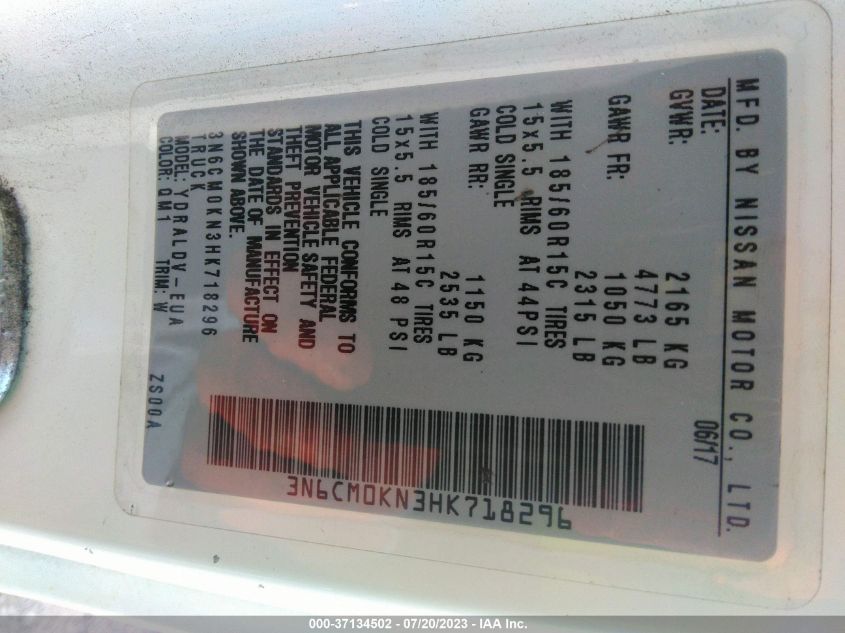 MFD. BY NISSAN MOTOR CO., LTD.
DATE: 06/17
GVWR: 2165 KG
4773 LB
GAWR FR: 1050 KG
2315 LB
WITH 185/60R15C TIRES
15x5.5 RIMS AT 44PSI
COLD SINGLE
GAWR RR: 1150 KG
2535 LB
WITH 185/60R15C TIRES
15x5.5 RIMS AT 48 PSI
COLD SINGLE
THIS VEHICLE CONFORMS TO
ALL APPLICABLE FEDERAL
MOTOR VEHICLE SAFETY AND
THEFT PREVENTION
STANDARDS IN EFFECT ON
THE DATE OF MANUFACTURE
SHOWN ABOVE.
3N6CM0KN3HK718296
TRUCK
MODEL: YDRALDV-EUA
COLOR: QM1 TRIM: W ZS00A
3N6CM0KN3HK718296
000-37134502 - 07/20/2023 - IAA Inc.